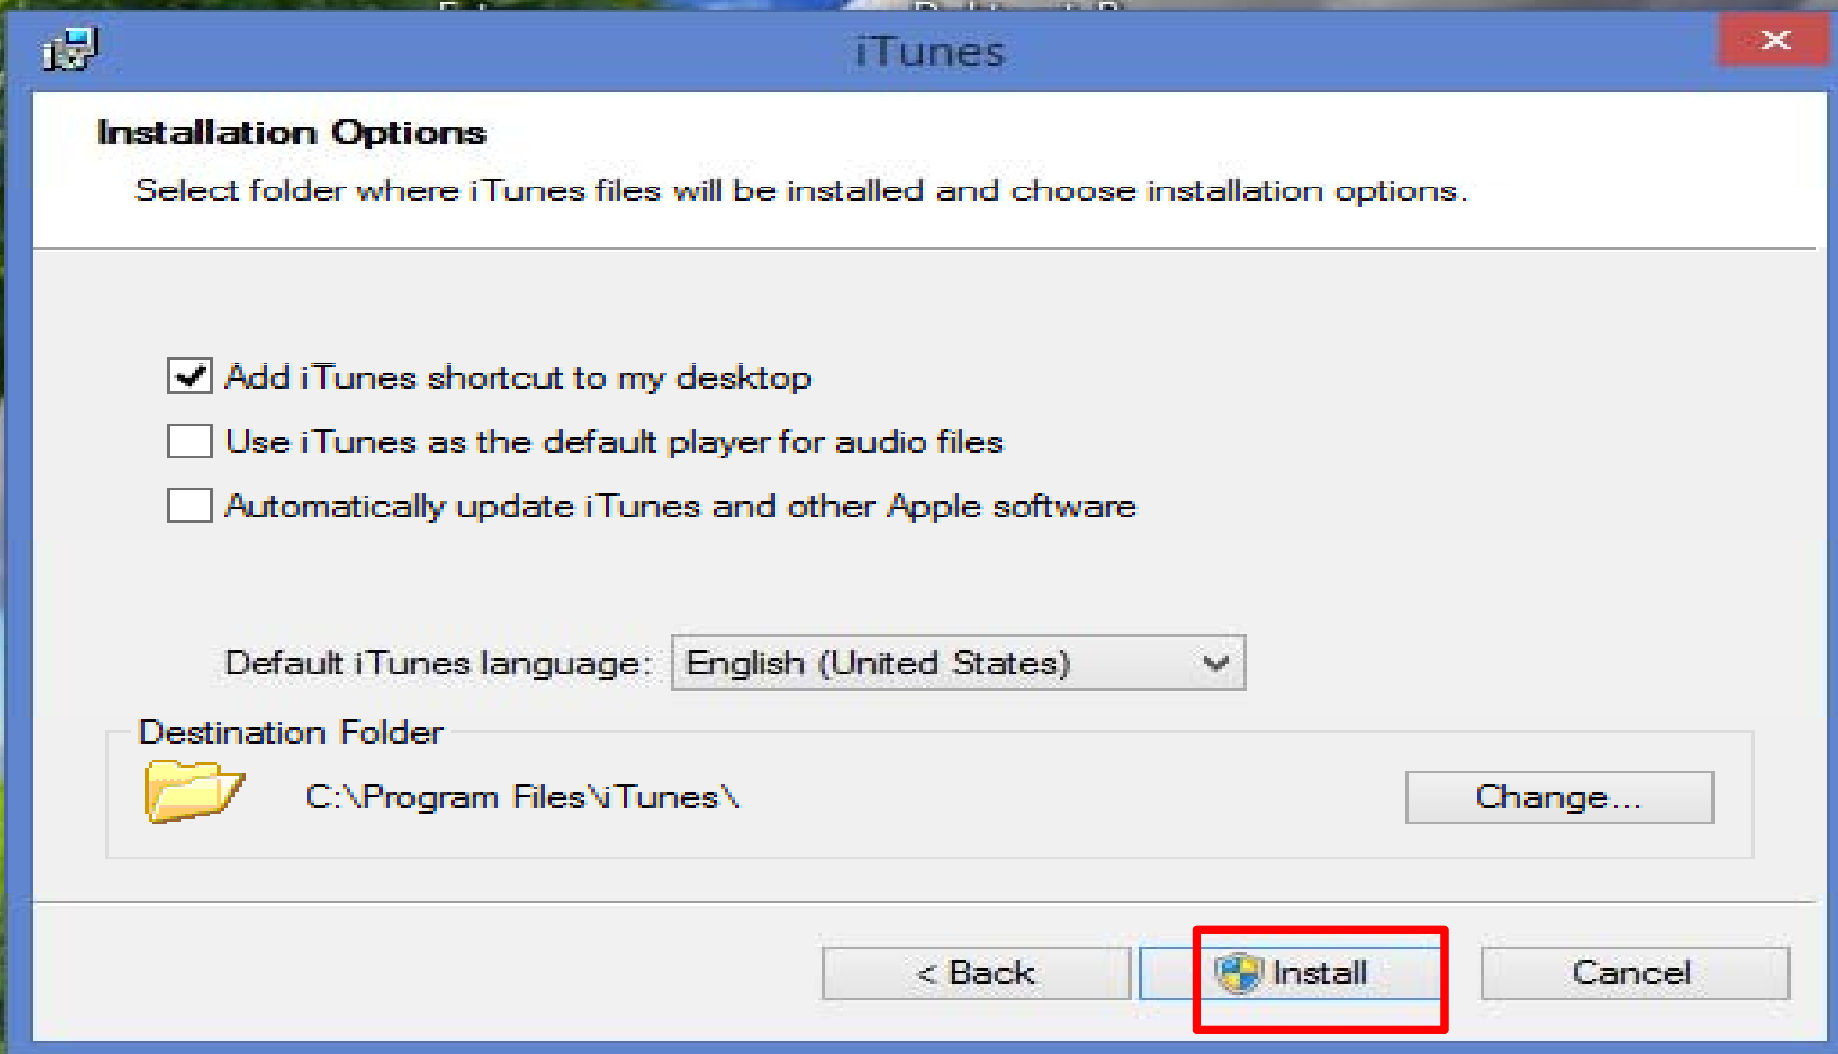 iTunes
Installation Options
Select folder where iTunes files will be installed and choose installation options.
Add iTunes shortcut to my desktop
Use iTunes as the default player for audio files
Automatically update iTunes and other Apple software
Default iTunes language: English (United States)
Destination Folder
C:\Program Files\iTunes\
Change...
< Back
Install
Cancel